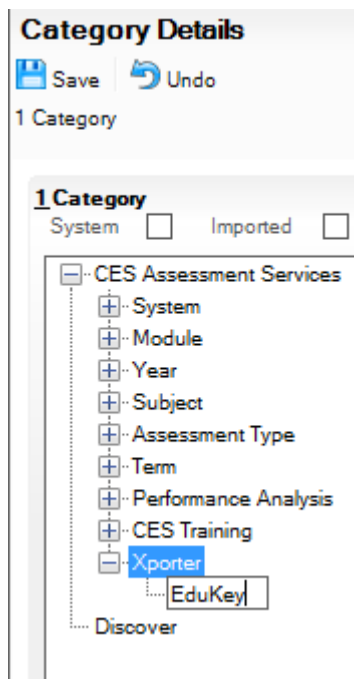 Category Details
Save Undo
1 Category
1 Category
System Imported
CES Assessment Services
System
Module
Year
Subject
Assessment Type
Term
Performance Analysis
CES Training
Xporter
EduKey
Discover